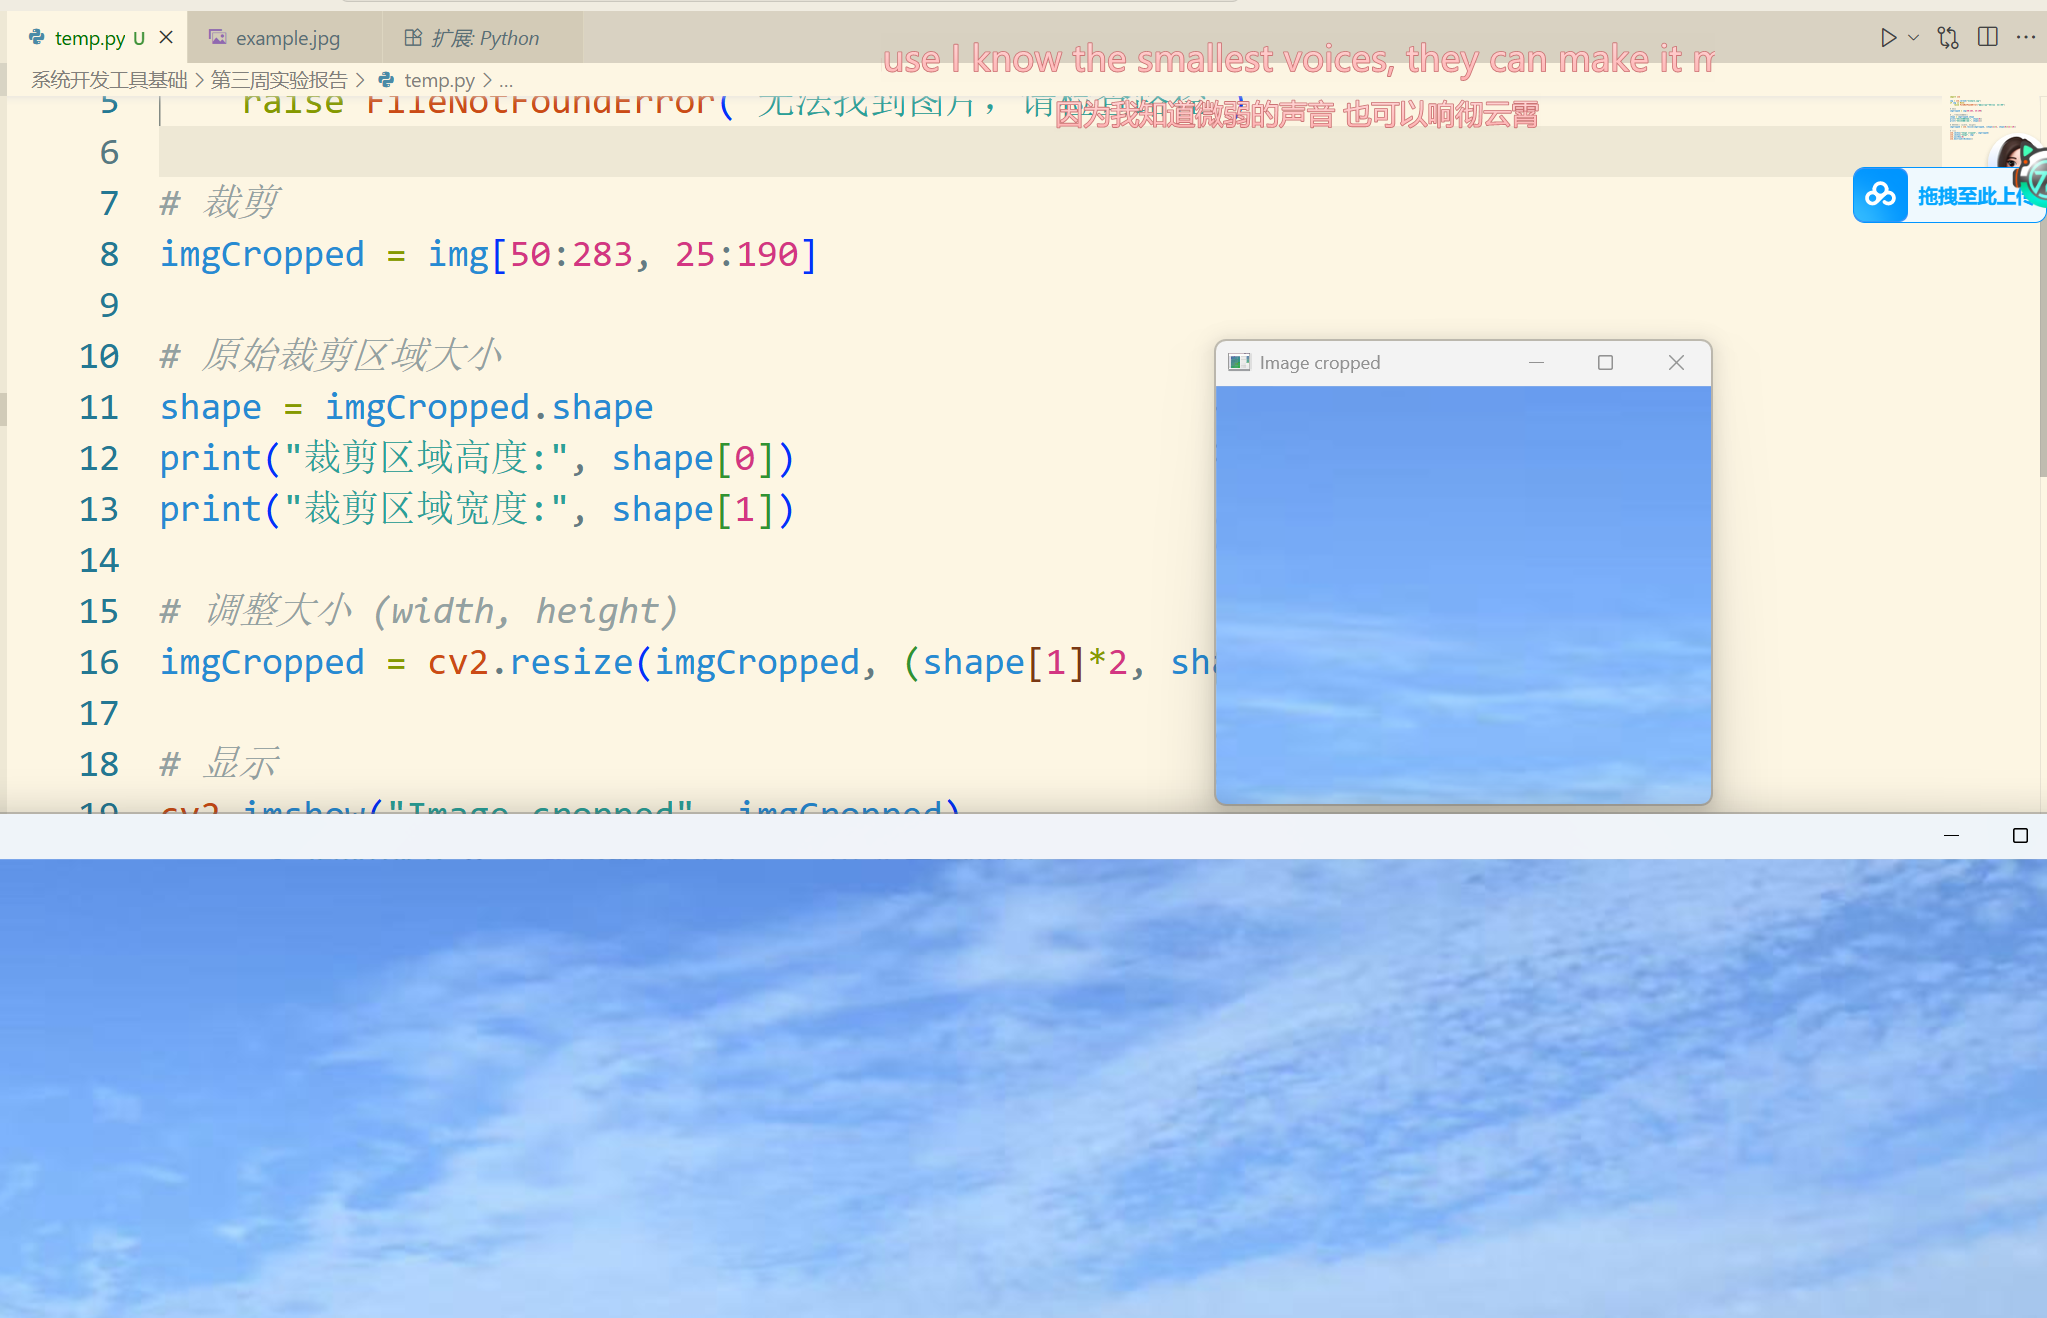 temp.py U
example.jpg
扩展: Python
use I know the smallest voices, they can make it m
系统开发工具基础 > 第三周实验报告 > temp.py > ...
因为我知道微弱的声音 也可以响彻云霄
5 raise FileNotFoundError("无法找到图片，请
6
7 # 裁剪
8 imgCropped = img[50:283, 25:190]
9
10 # 原始裁剪区域大小
11 shape = imgCropped.shape
12 print("裁剪区域高度:", shape[0])
13 print("裁剪区域宽度:", shape[1])
14
15 # 调整大小 (width, height)
16 imgCropped = cv2.resize(imgCropped, (shape[1]*2, sha
17
18 # 显示
19 cv2.imshow("Image cropped", imgCropped)
拖拽至此上传
Image cropped